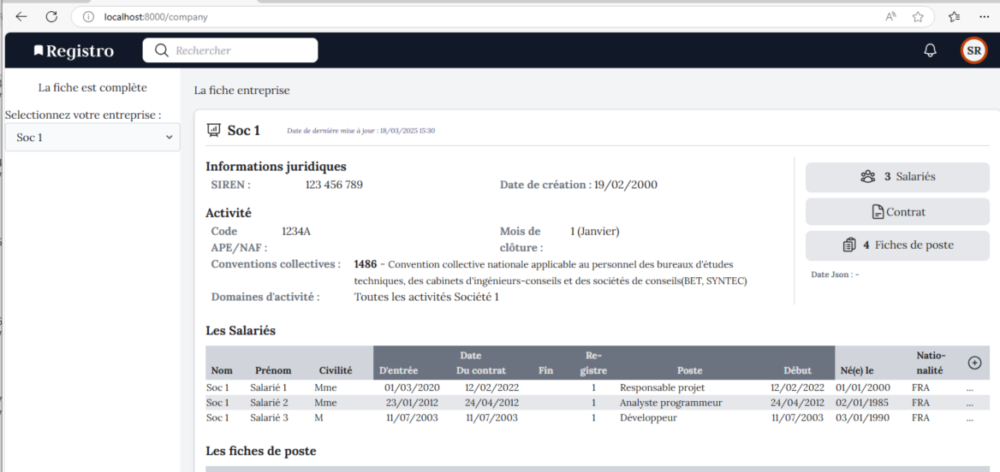 localhost:8000/company
Registro
Rechercher
SR
La fiche est complète
Selectionnez votre entreprise :
Soc 1
La fiche entreprise
Soc 1 Date de dernière mise à jour : 18/03/2025 15:30
Informations juridiques
SIREN : 123 456 789 Date de création : 19/02/2000
Activité
Code APE/NAF : 1234A Mois de clôture : 1 (Janvier)
Conventions collectives : 1486 - Convention collective nationale applicable au personnel des bureaux d'études
techniques, des cabinets d'ingénieurs-conseils et des sociétés de conseils(BET, SYNTEC)
Domaines d'activité : Toutes les activités Société 1
3 Salariés
Contrat
4 Fiches de poste
Date Json : -
Les Salariés
Date Re- Natio-
Nom Prénom Civilité D'entrée Du contrat Fin gistre Poste Début Né(e) le nalité
Soc 1 Salarié 1 Mme 01/03/2020 12/02/2022 1 Responsable projet 12/02/2022 01/01/2000 FRA ...
Soc 1 Salarié 2 Mme 23/01/2012 24/04/2012 1 Analyste programmeur 24/04/2012 02/01/1985 FRA ...
Soc 1 Salarié 3 M 11/07/2003 11/07/2003 1 Développeur 11/07/2003 03/01/1990 FRA ...
Les fiches de poste